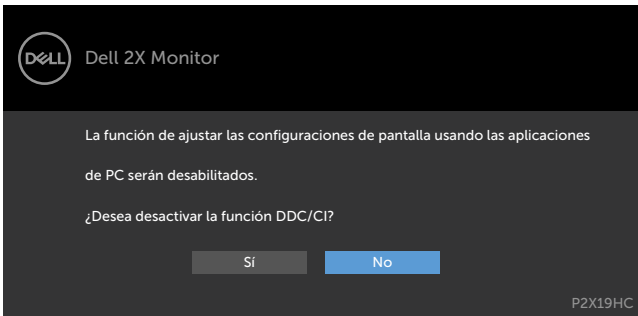 DELL
Dell 2X Monitor
La función de ajustar las configuraciones de pantalla usando las aplicaciones
de PC serán desabilitados.
¿Desea desactivar la función DDC/CI?
Sí
No
P2X19HC